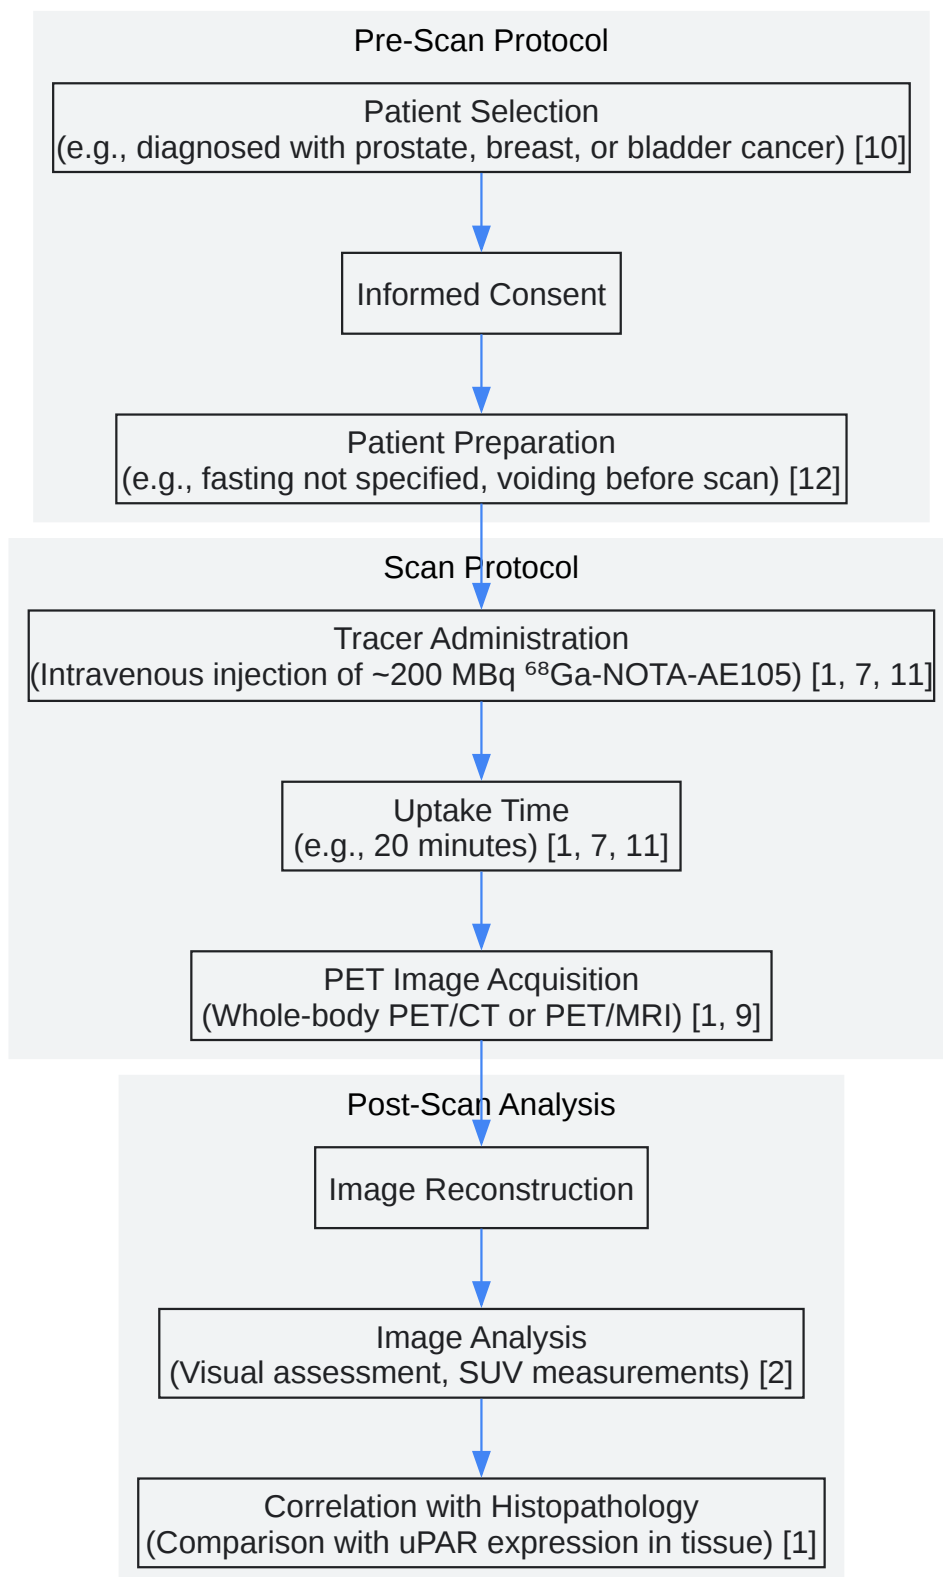 Pre-Scan Protocol
Patient Selection
(e.g., diagnosed with prostate, breast, or bladder cancer) [10]
Informed Consent
Patient Preparation
(e.g., fasting not specified, voiding before scan) [12]
Scan Protocol
Tracer Administration
(Intravenous injection of ~200 MBq ⁶⁸Ga-NOTA-AE105) [1, 7, 11]
Uptake Time
(e.g., 20 minutes) [1, 7, 11]
PET Image Acquisition
(Whole-body PET/CT or PET/MRI) [1, 9]
Post-Scan Analysis
Image Reconstruction
Image Analysis
(Visual assessment, SUV measurements) [2]
Correlation with Histopathology
(Comparison with uPAR expression in tissue) [1]